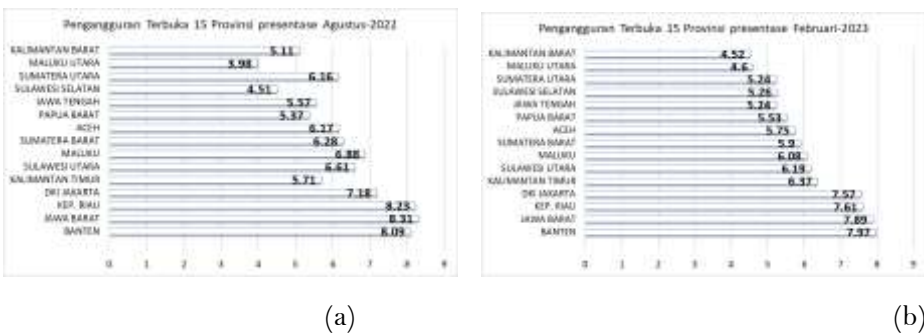 Pengangguran Terbuka 15 Provinsi presentase Agustus-2022
KALIMANTAN BARAT 5.11
MALUKU UTARA 3.98
SUMATERA UTARA 6.16
SULAWESI SELATAN 4.51
JAWA TENGAH 5.57
PAPUA BARAT 5.37
ACEH 6.17
SUMATERA BARAT 6.28
MALUKU 6.88
SULAWESI UTARA 6.61
KALIMANTAN TIMUR 5.71
DKI JAKARTA 7.18
KEP. RIAU 8.23
JAWA BARAT 8.31
BANTEN 8.09
0 1 2 3 4 5 6 7 8 9
(a)
Pengangguran Terbuka 15 Provinsi presentase Februari-2023
KALIMANTAN BARAT 4.52
MALUKU UTARA 4.6
SUMATERA UTARA 5.24
SULAWESI SELATAN 5.26
JAWA TENGAH 5.24
PAPUA BARAT 5.53
ACEH 5.75
SUMATERA BARAT 5.9
MALUKU 6.08
SULAWESI UTARA 6.19
KALIMANTAN TIMUR 6.37
DKI JAKARTA 7.57
KEP. RIAU 7.61
JAWA BARAT 7.89
BANTEN 7.97
0 1 2 3 4 5 6 7 8 9
(b)